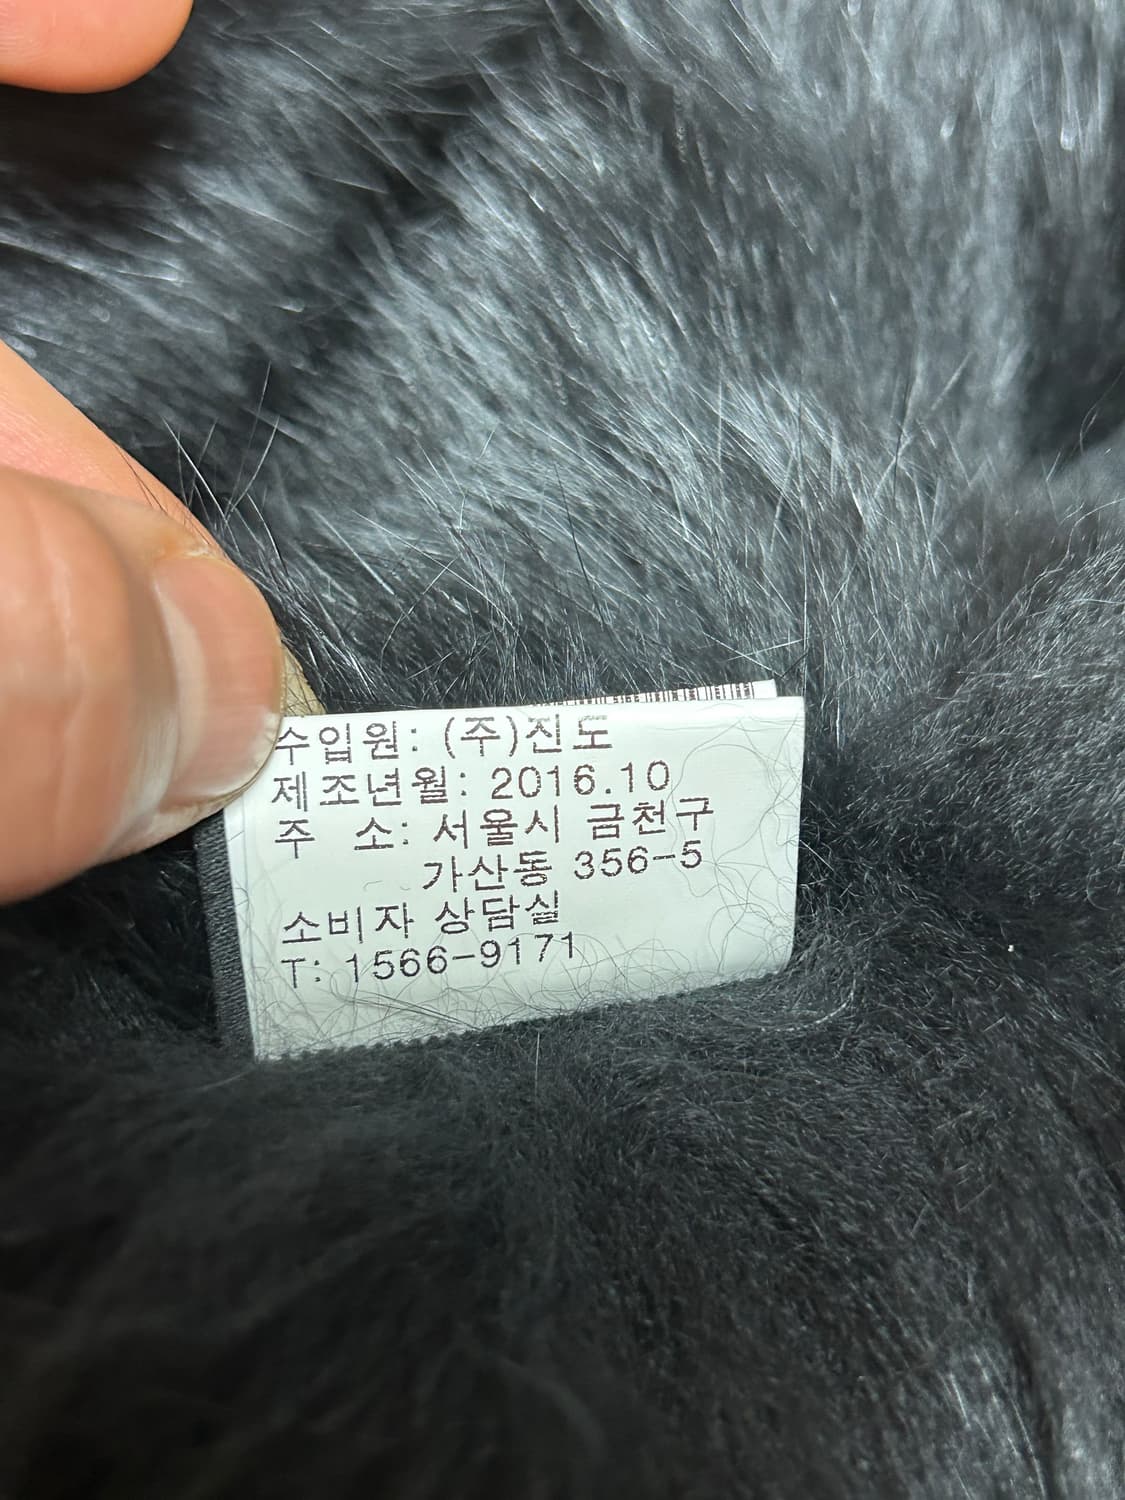 수입원: (주)진도
제조년월: 2016.10
주 소: 서울시 금천구
가산동 356-5
소비자 상담실
T: 1566-9171